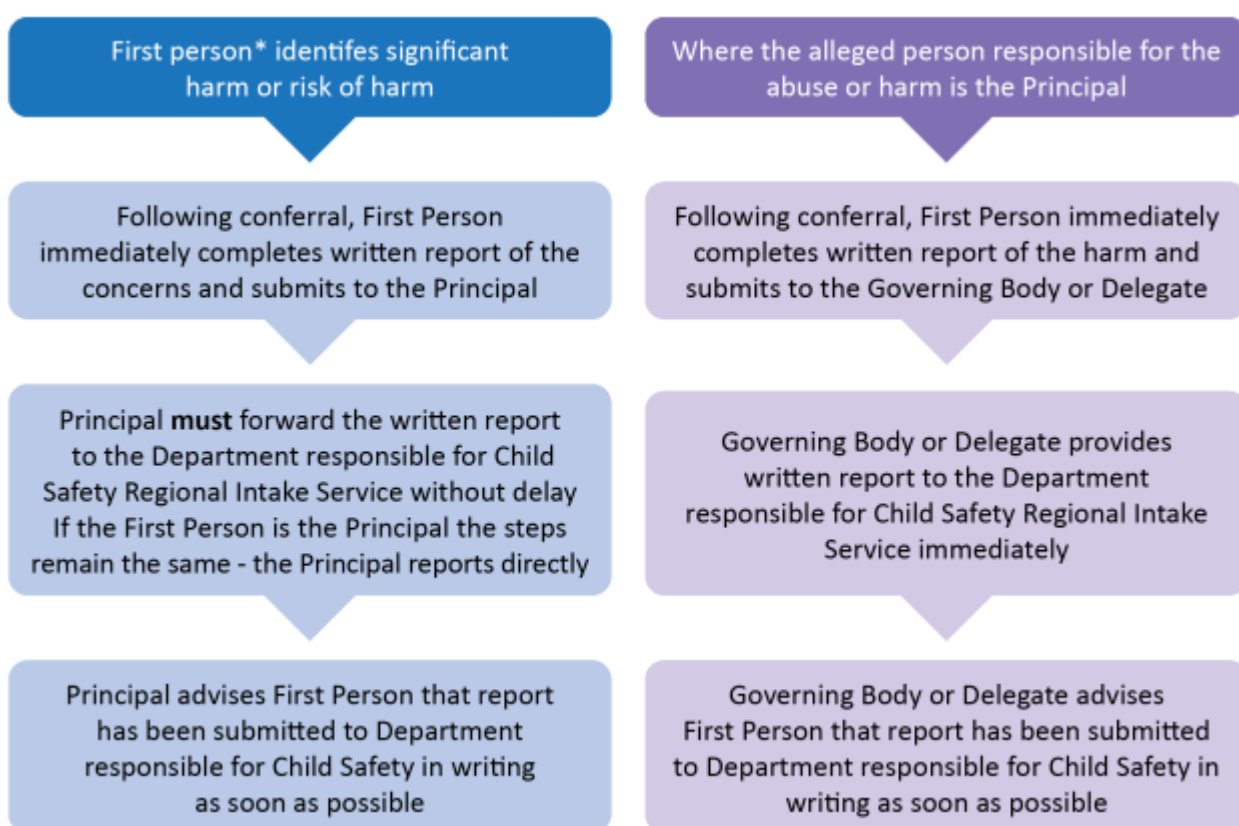 First person* identifes significant
harm or risk of harm
Following conferral, First Person
immediately completes written report of the
concerns and submits to the Principal
Principal must forward the written report
to the Department responsible for Child
Safety Regional Intake Service without delay
If the First Person is the Principal the steps
remain the same - the Principal reports directly
Principal advises First Person that report
has been submitted to Department
responsible for Child Safety in writing
as soon as possible
Where the alleged person responsible for the
abuse or harm is the Principal
Following conferral, First Person immediately
completes written report of the harm and
submits to the Governing Body or Delegate
Governing Body or Delegate provides
written report to the Department
responsible for Child Safety Regional Intake
Service immediately
Governing Body or Delegate advises
First Person that report has been submitted
to Department responsible for Child Safety in
writing as soon as possible